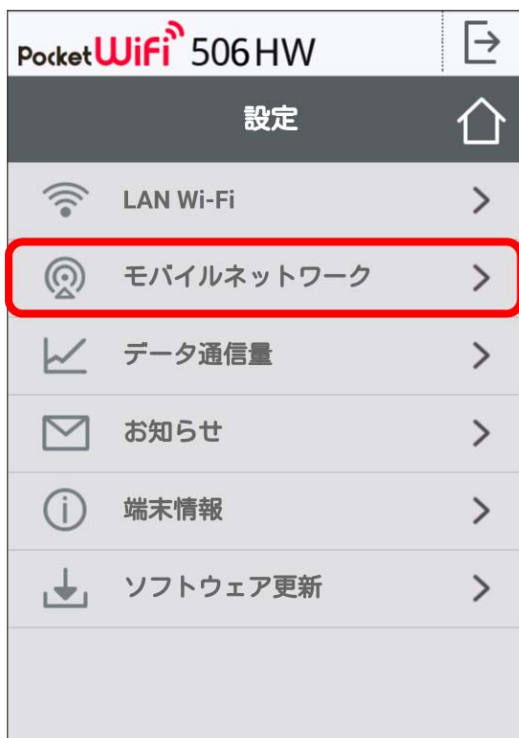 Pocket WiFi 506HW
設定
LAN Wi-Fi
モバイルネットワーク
データ通信量
お知らせ
端末情報
ソフトウェア更新